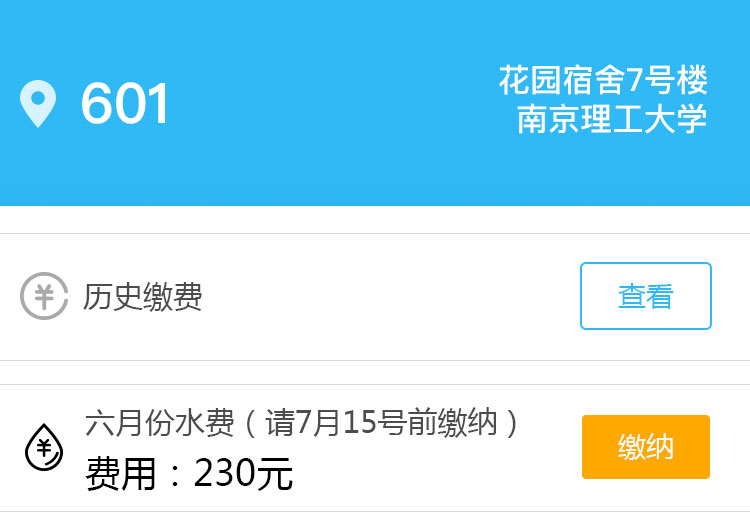 601
花园宿舍7号楼
南京理工大学
历史缴费
查看
六月份水费（请7月15号前缴纳）
费用：230元
缴纳